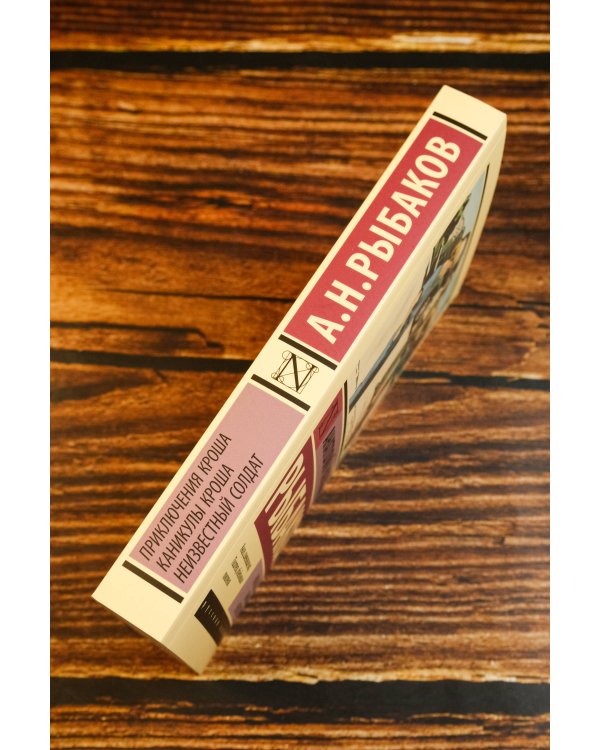 А.Н.РЫБАКОВ
ПРИКЛЮЧЕНИЯ КРОША
КАНИКУЛЫ КРОША
НЕИЗВЕСТНЫЙ СОЛДАТ